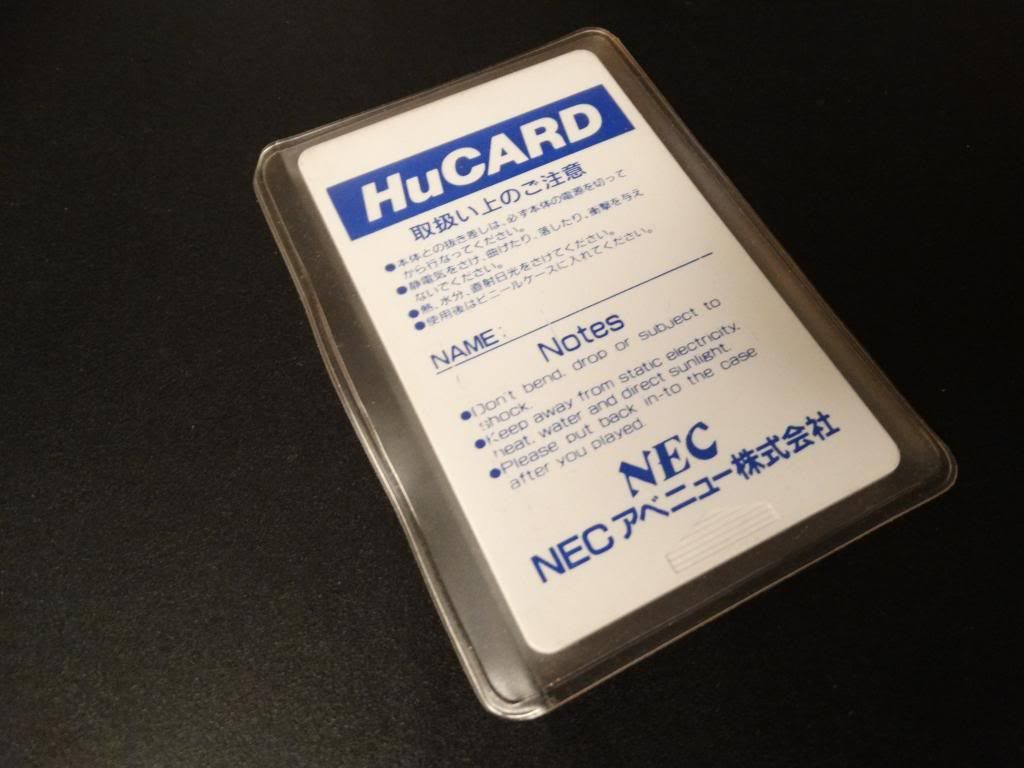 HuCARD
取扱い上のご注意
●本体との抜き差しは、必ず本体の電源を切って
から行なってください。
●静電気をさけ、曲げたり、落したり、衝撃を与え
ないでください。
●熱、水分、直射日光をさけてください。
●使用後はビニールケースに入れてください。
NAME:
Notes
●Don't bend, drop or subject to
shock.
●Keep away from static electricity,
heat, water and direct sunlight.
●Please put back in-to the case
after you played.
NEC
NECアベニュー株式会社